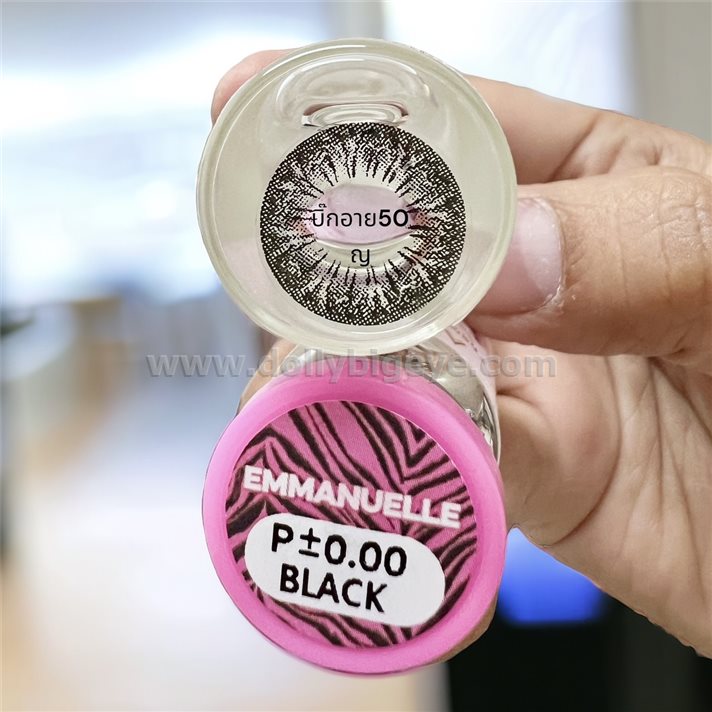 บิ๊กอาย50
ญ
www.dollybigeye.com
EMMANUELLE
P±0.00
BLACK